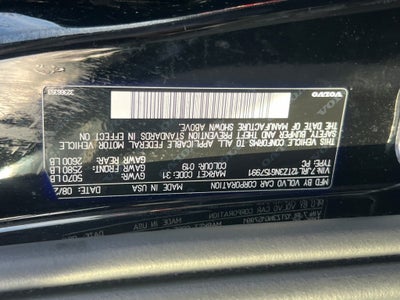 MFD BY VOLVO CAR CORPORATION MADE IN USA
VIN:7JRL12TZ3NG157991 MARKET CODE: 31 GVWR: 5070 LB
TYPE: PC COLOUR: 019 GAWR FRONT: 2580 LB
GAWR REAR: 2600 LB
THIS VEHICLE CONFORMS TO ALL APPLICABLE FEDERAL MOTOR VEHICLE
SAFETY BUMPER AND THEFT PREVENTION STANDARDS IN EFFECT
ON THE DATE OF MANUFACTURE SHOWN ABOVE
VOLVO